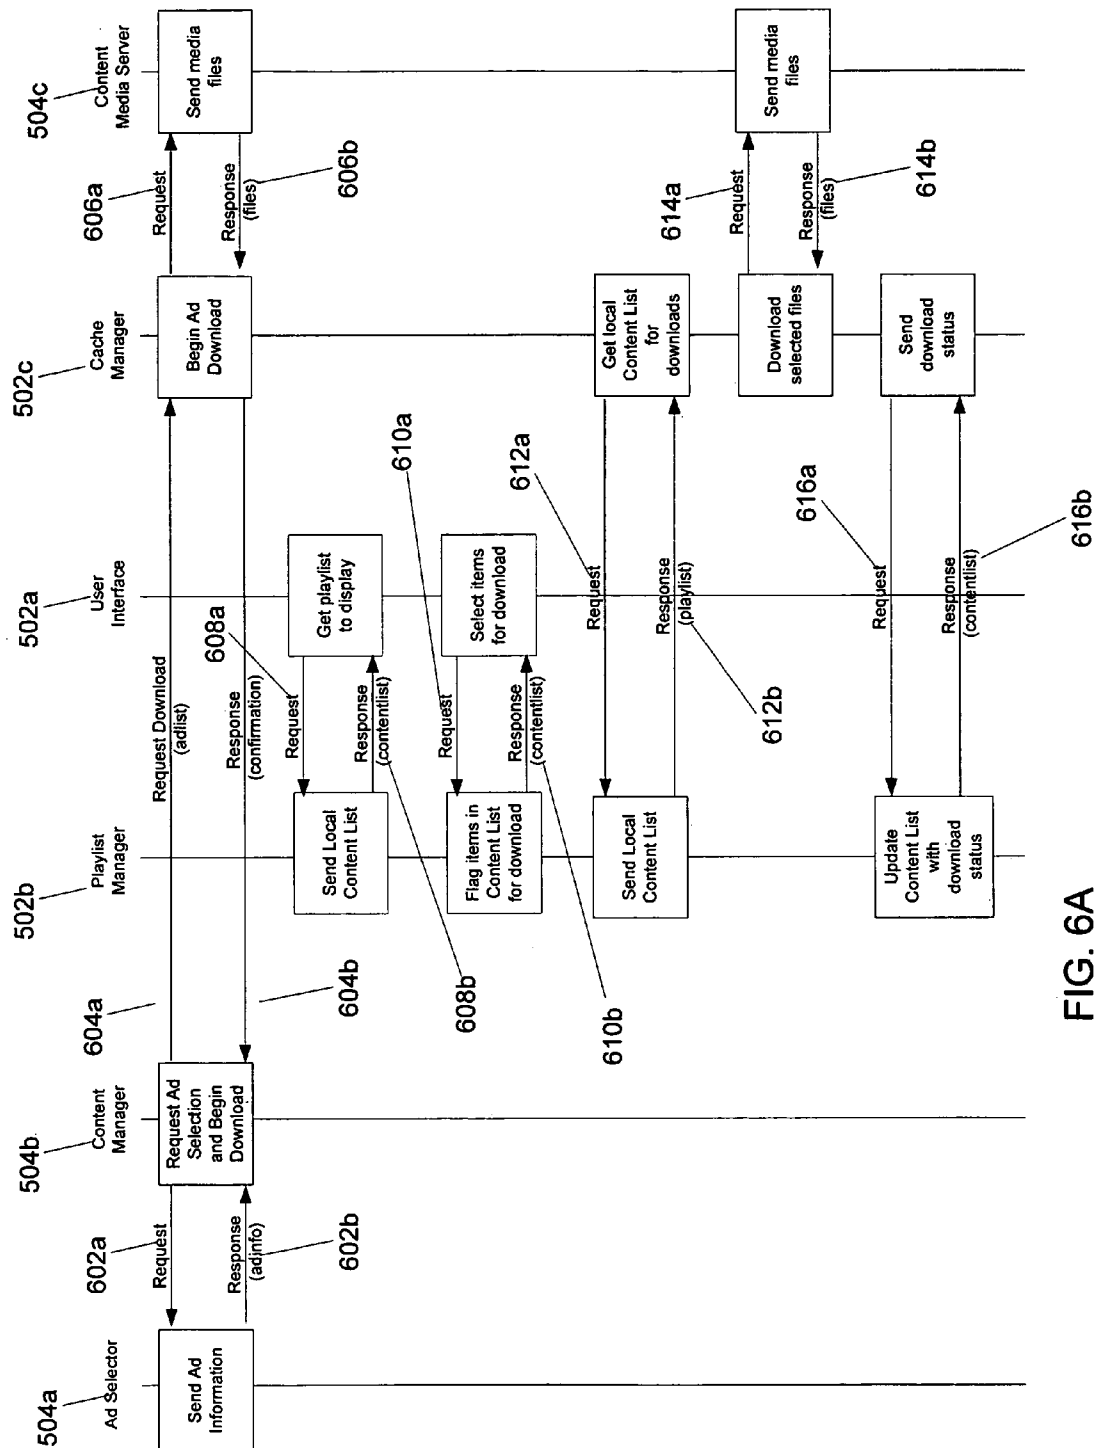 504a
Ad Selector
504b
Content
Manager
502b
Playlist
Manager
502a
User
Interface
502c
Cache
Manager
504c
Content
Media Server
Send Ad
Information
602a
Request
Response
(adinfo)
602b
Request Ad
Selection
and Begin
Download
604a
Request Download
(adlist)
Response
(confirmation)
604b
Begin Ad
Download
606a
Request
Response
(files)
606b
Send media
files
608a
Send Local
Content List
Request
Response
(contentlist)
608b
Get playlist
to display
610a
Flag items in
Content List
for download
Request
Response
(contentlist)
610b
Select items
for download
612a
Send Local
Content List
Request
Response
(playlist)
612b
Get local
Content List
for
downloads
614a
Download
selected files
Request
Response
(files)
614b
Send media
files
616a
Update
Content List
with
download
status
Request
Response
(contentlist)
616b
Send
download
status
FIG. 6A